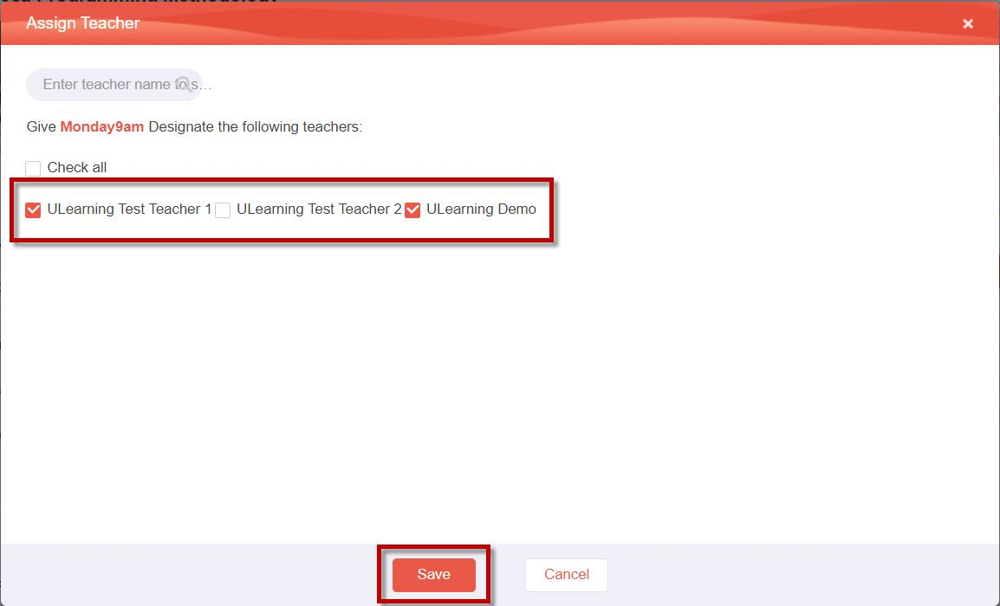 Assign Teacher
Enter teacher name to s...
Give Monday9am Designate the following teachers:
Check all
ULearning Test Teacher 1 ULearning Test Teacher 2 ULearning Demo
Save Cancel